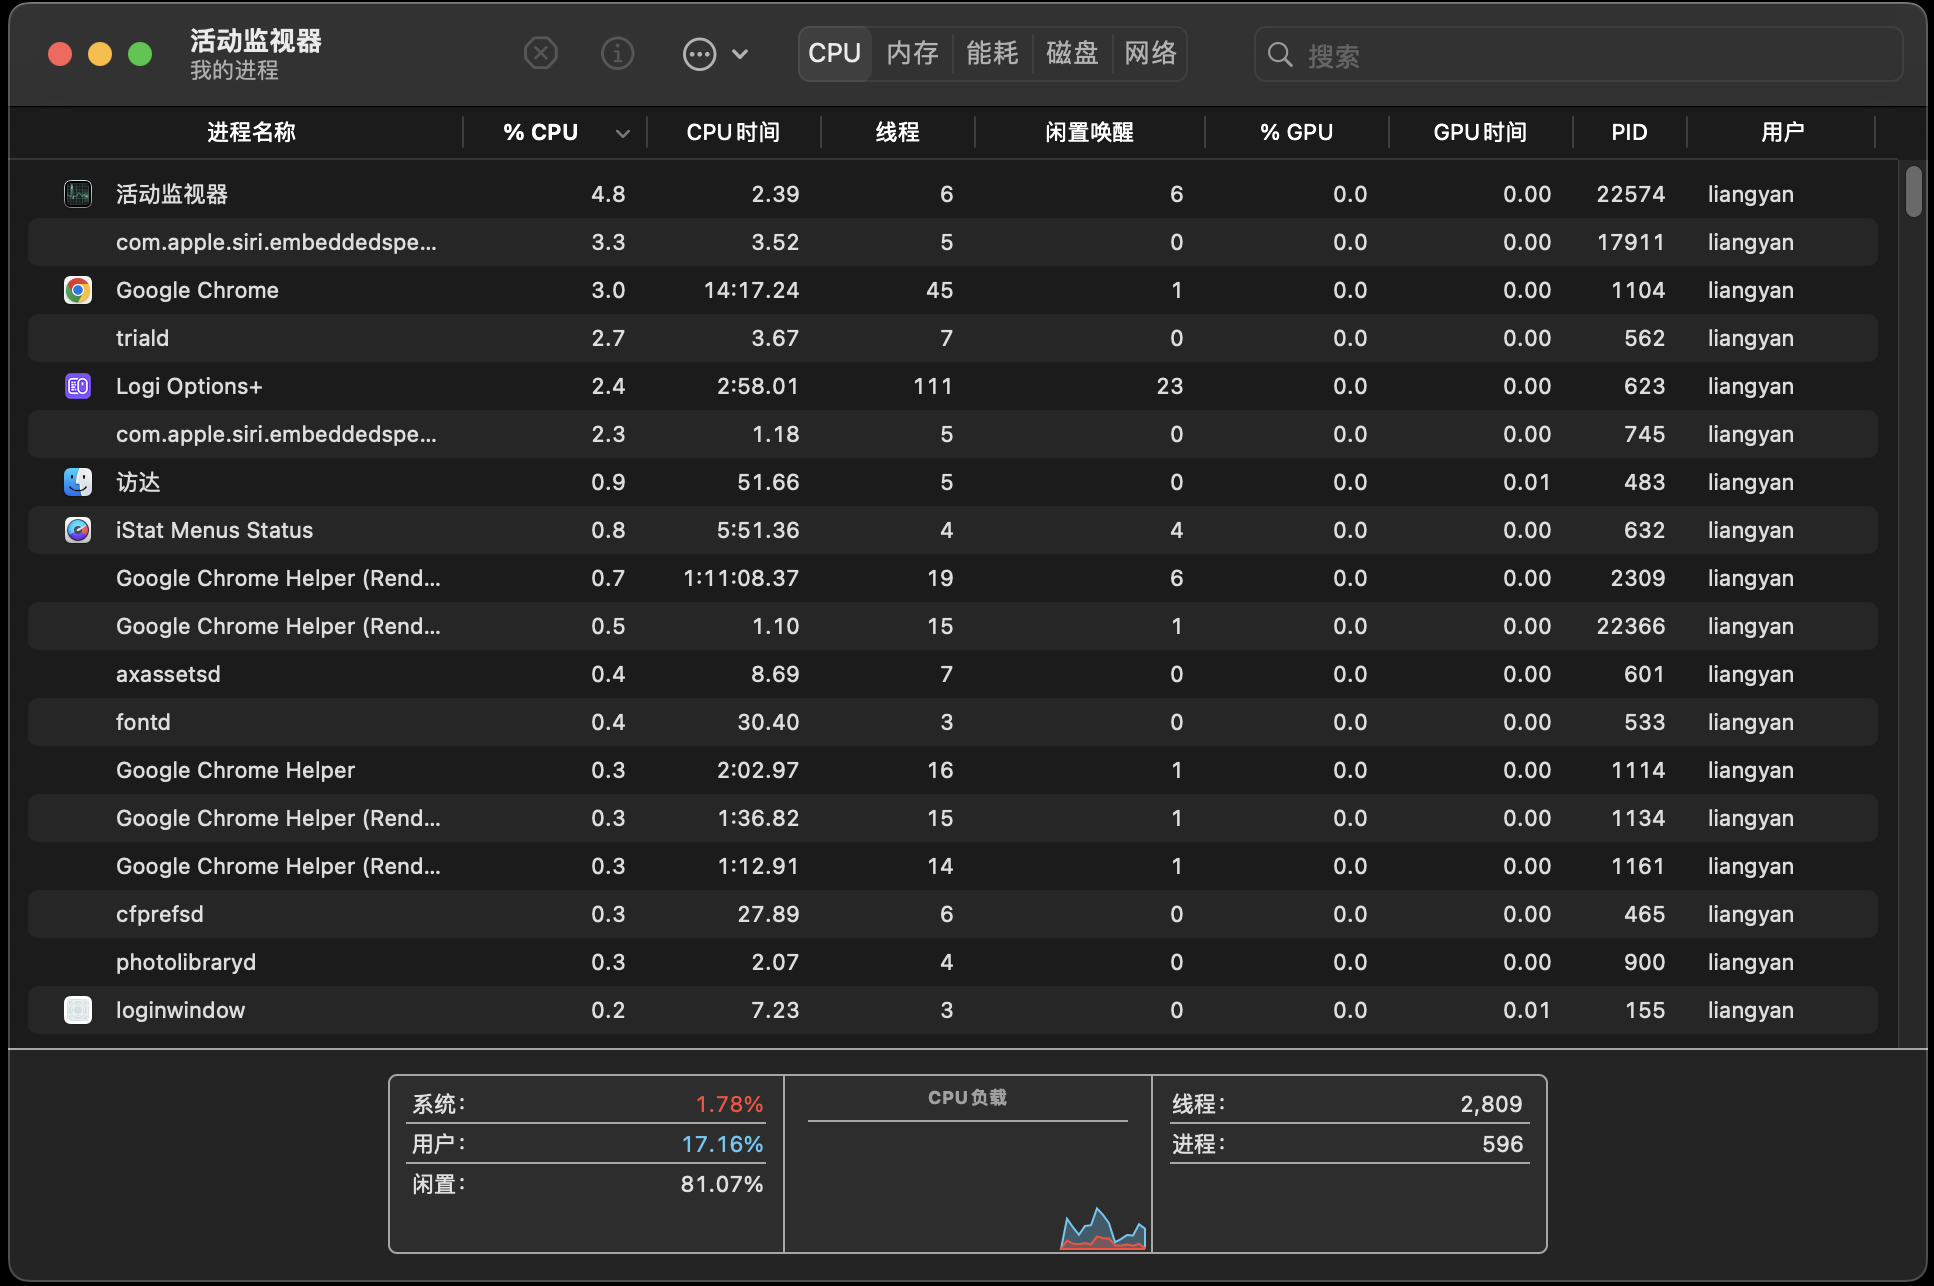 活动监视器
我的进程
CPU 内存 能耗 磁盘 网络 搜索
进程名称 % CPU CPU时间 线程 闲置唤醒 % GPU GPU时间 PID 用户
活动监视器 4.8 2.39 6 6 0.0 0.00 22574 liangyan
com.apple.siri.embeddedspe... 3.3 3.52 5 0 0.0 0.00 17911 liangyan
Google Chrome 3.0 14:17.24 45 1 0.0 0.00 1104 liangyan
triald 2.7 3.67 7 0 0.0 0.00 562 liangyan
Logi Options+ 2.4 2:58.01 111 23 0.0 0.00 623 liangyan
com.apple.siri.embeddedspe... 2.3 1.18 5 0 0.0 0.00 745 liangyan
访达 0.9 51.66 5 0 0.0 0.01 483 liangyan
iStat Menus Status 0.8 5:51.36 4 4 0.0 0.00 632 liangyan
Google Chrome Helper (Rend... 0.7 1:11:08.37 19 6 0.0 0.00 2309 liangyan
Google Chrome Helper (Rend... 0.5 1.10 15 1 0.0 0.00 22366 liangyan
axassetsd 0.4 8.69 7 0 0.0 0.00 601 liangyan
fontd 0.4 30.40 3 0 0.0 0.00 533 liangyan
Google Chrome Helper 0.3 2:02.97 16 1 0.0 0.00 1114 liangyan
Google Chrome Helper (Rend... 0.3 1:36.82 15 1 0.0 0.00 1134 liangyan
Google Chrome Helper (Rend... 0.3 1:12.91 14 1 0.0 0.00 1161 liangyan
cfprefsd 0.3 27.89 6 0 0.0 0.00 465 liangyan
photolibraryd 0.3 2.07 4 0 0.0 0.00 900 liangyan
loginwindow 0.2 7.23 3 0 0.0 0.01 155 liangyan
系统： 1.78%
用户： 17.16%
闲置： 81.07%
CPU负载
线程： 2,809
进程： 596